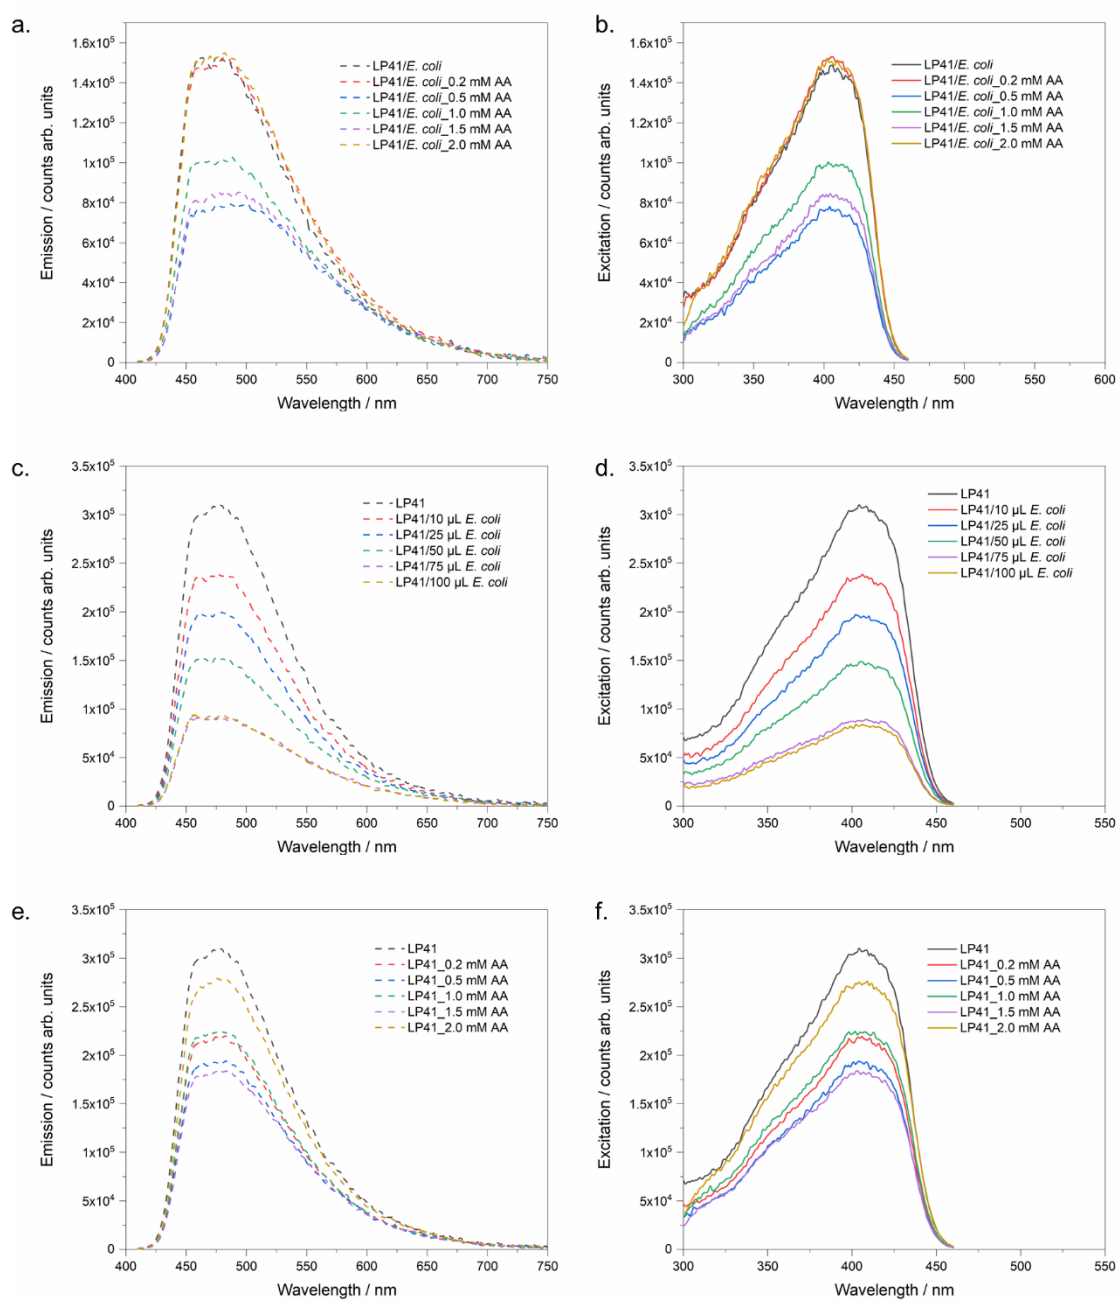 a.
Emission / counts arb. units
1.6x10⁵
1.4x10⁵
1.2x10⁵
1x10⁵
8x10⁴
6x10⁴
4x10⁴
2x10⁴
0
LP41/E. coli
LP41/E. coli_0.2 mM AA
LP41/E. coli_0.5 mM AA
LP41/E. coli_1.0 mM AA
LP41/E. coli_1.5 mM AA
LP41/E. coli_2.0 mM AA
400 450 500 550 600 650 700 750
Wavelength / nm
b.
Excitation / counts arb. units
1.6x10⁵
1.4x10⁵
1.2x10⁵
1x10⁵
8x10⁴
6x10⁴
4x10⁴
2x10⁴
0
LP41/E. coli
LP41/E. coli_0.2 mM AA
LP41/E. coli_0.5 mM AA
LP41/E. coli_1.0 mM AA
LP41/E. coli_1.5 mM AA
LP41/E. coli_2.0 mM AA
300 350 400 450 500 550 600
Wavelength / nm
c.
Emission / counts arb. units
3.5x10⁵
3x10⁵
2.5x10⁵
2x10⁵
1.5x10⁵
1x10⁵
5x10⁴
0
LP41
LP41/10 µL E. coli
LP41/25 µL E. coli
LP41/50 µL E. coli
LP41/75 µL E. coli
LP41/100 µL E. coli
400 450 500 550 600 650 700 750
Wavelength / nm
d.
Excitation / counts arb. units
3.5x10⁵
3x10⁵
2.5x10⁵
2x10⁵
1.5x10⁵
1x10⁵
5x10⁴
0
LP41
LP41/10 µL E. coli
LP41/25 µL E. coli
LP41/50 µL E. coli
LP41/75 µL E. coli
LP41/100 µL E. coli
300 350 400 450 500 550
Wavelength / nm
e.
Emission / counts arb. units
3.5x10⁵
3x10⁵
2.5x10⁵
2x10⁵
1.5x10⁵
1x10⁵
5x10⁴
0
LP41
LP41_0.2 mM AA
LP41_0.5 mM AA
LP41_1.0 mM AA
LP41_1.5 mM AA
LP41_2.0 mM AA
400 450 500 550 600 650 700 750
Wavelength / nm
f.
Excitation / counts arb. units
3.5x10⁵
3x10⁵
2.5x10⁵
2x10⁵
1.5x10⁵
1x10⁵
5x10⁴
0
LP41
LP41_0.2 mM AA
LP41_0.5 mM AA
LP41_1.0 mM AA
LP41_1.5 mM AA
LP41_2.0 mM AA
300 350 400 450 500 550
Wavelength / nm